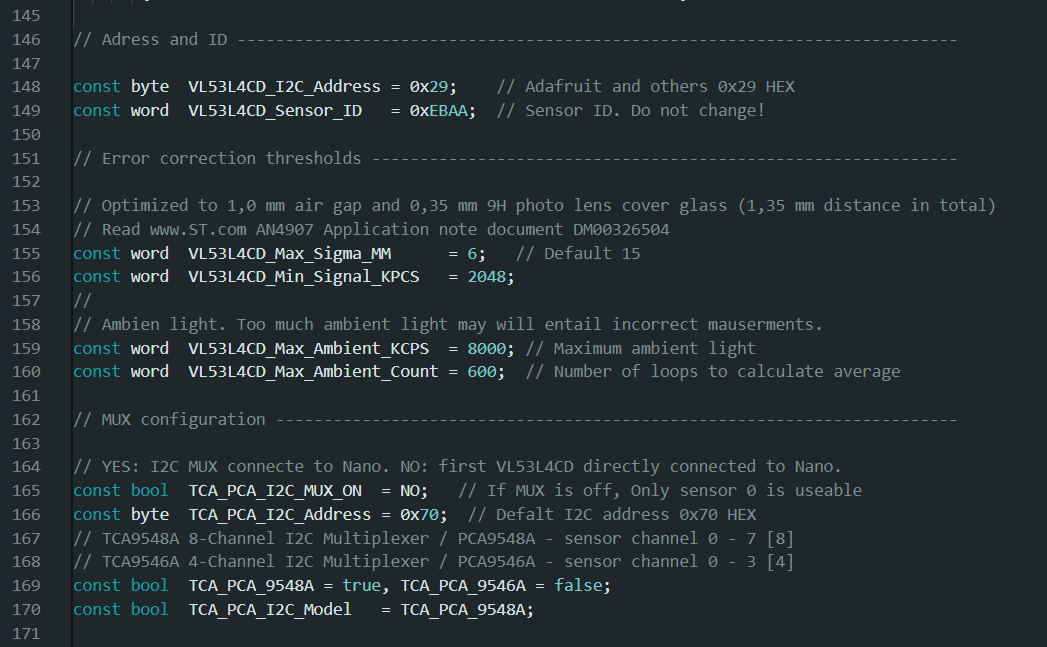 145
146 // Adress and ID ---------------------------------------------------------------------------
147
148 const byte  VL53L4CD_I2C_Address = 0x29;    // Adafruit and others 0x29 HEX
149 const word  VL53L4CD_Sensor_ID   = 0xEBAA;  // Sensor ID. Do not change!
150
151 // Error correction thresholds -------------------------------------------------------------
152
153 // Optimized to 1,0 mm air gap and 0,35 mm 9H photo lens cover glass (1,35 mm distance in total)
154 // Read www.ST.com AN4907 Application note document DM00326504
155 const word  VL53L4CD_Max_Sigma_MM      = 6;   // Default 15
156 const word  VL53L4CD_Min_Signal_KPCS   = 2048;
157 //
158 // Ambien light. Too much ambient light may will entail incorrect mauserments.
159 const word  VL53L4CD_Max_Ambient_KCPS  = 8000; // Maximum ambient light
160 const word  VL53L4CD_Max_Ambient_Count = 600;  // Number of loops to calculate average
161
162 // MUX configuration -----------------------------------------------------------------------
163
164 // YES: I2C MUX connecte to Nano. NO: first VL53L4CD directly connected to Nano.
165 const bool  TCA_PCA_I2C_MUX_ON  = NO;   // If MUX is off, Only sensor 0 is useable
166 const byte  TCA_PCA_I2C_Address = 0x70;  // Defalt I2C address 0x70 HEX
167 // TCA9548A 8-Channel I2C Multiplexer / PCA9548A - sensor channel 0 - 7 [8]
168 // TCA9546A 4-Channel I2C Multiplexer / PCA9546A - sensor channel 0 - 3 [4]
169 const bool  TCA_PCA_9548A = true, TCA_PCA_9546A = false;
170 const bool  TCA_PCA_I2C_Model   = TCA_PCA_9548A;
171